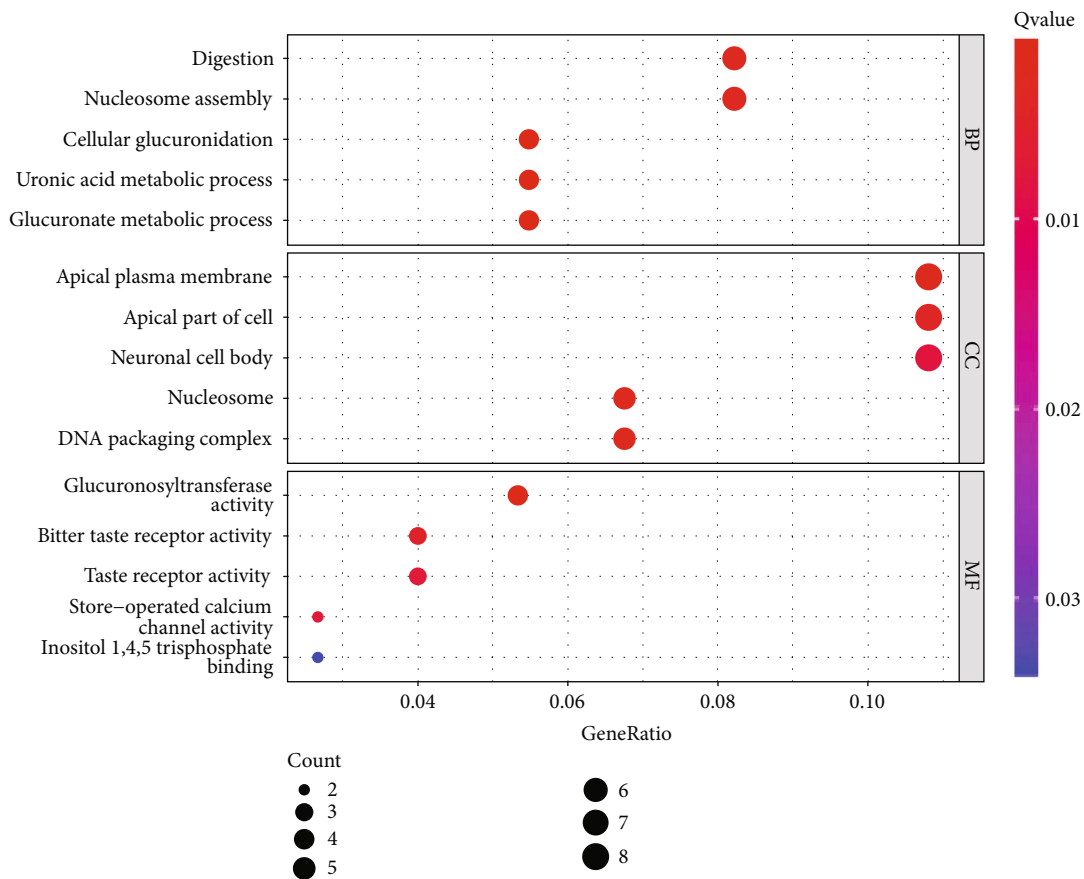 Qvalue
Digestion
Nucleosome assembly
Cellular glucuronidation
Uronic acid metabolic process
Glucuronate metabolic process
BP
Apical plasma membrane
Apical part of cell
Neuronal cell body
Nucleosome
DNA packaging complex
CC
Glucuronosyltransferase
activity
Bitter taste receptor activity
Taste receptor activity
Store−operated calcium
channel activity
Inositol 1,4,5 trisphosphate
binding
MF
0.01
0.02
0.03
0.04
0.06
0.08
0.10
GeneRatio
Count
2
3
4
5
6
7
8